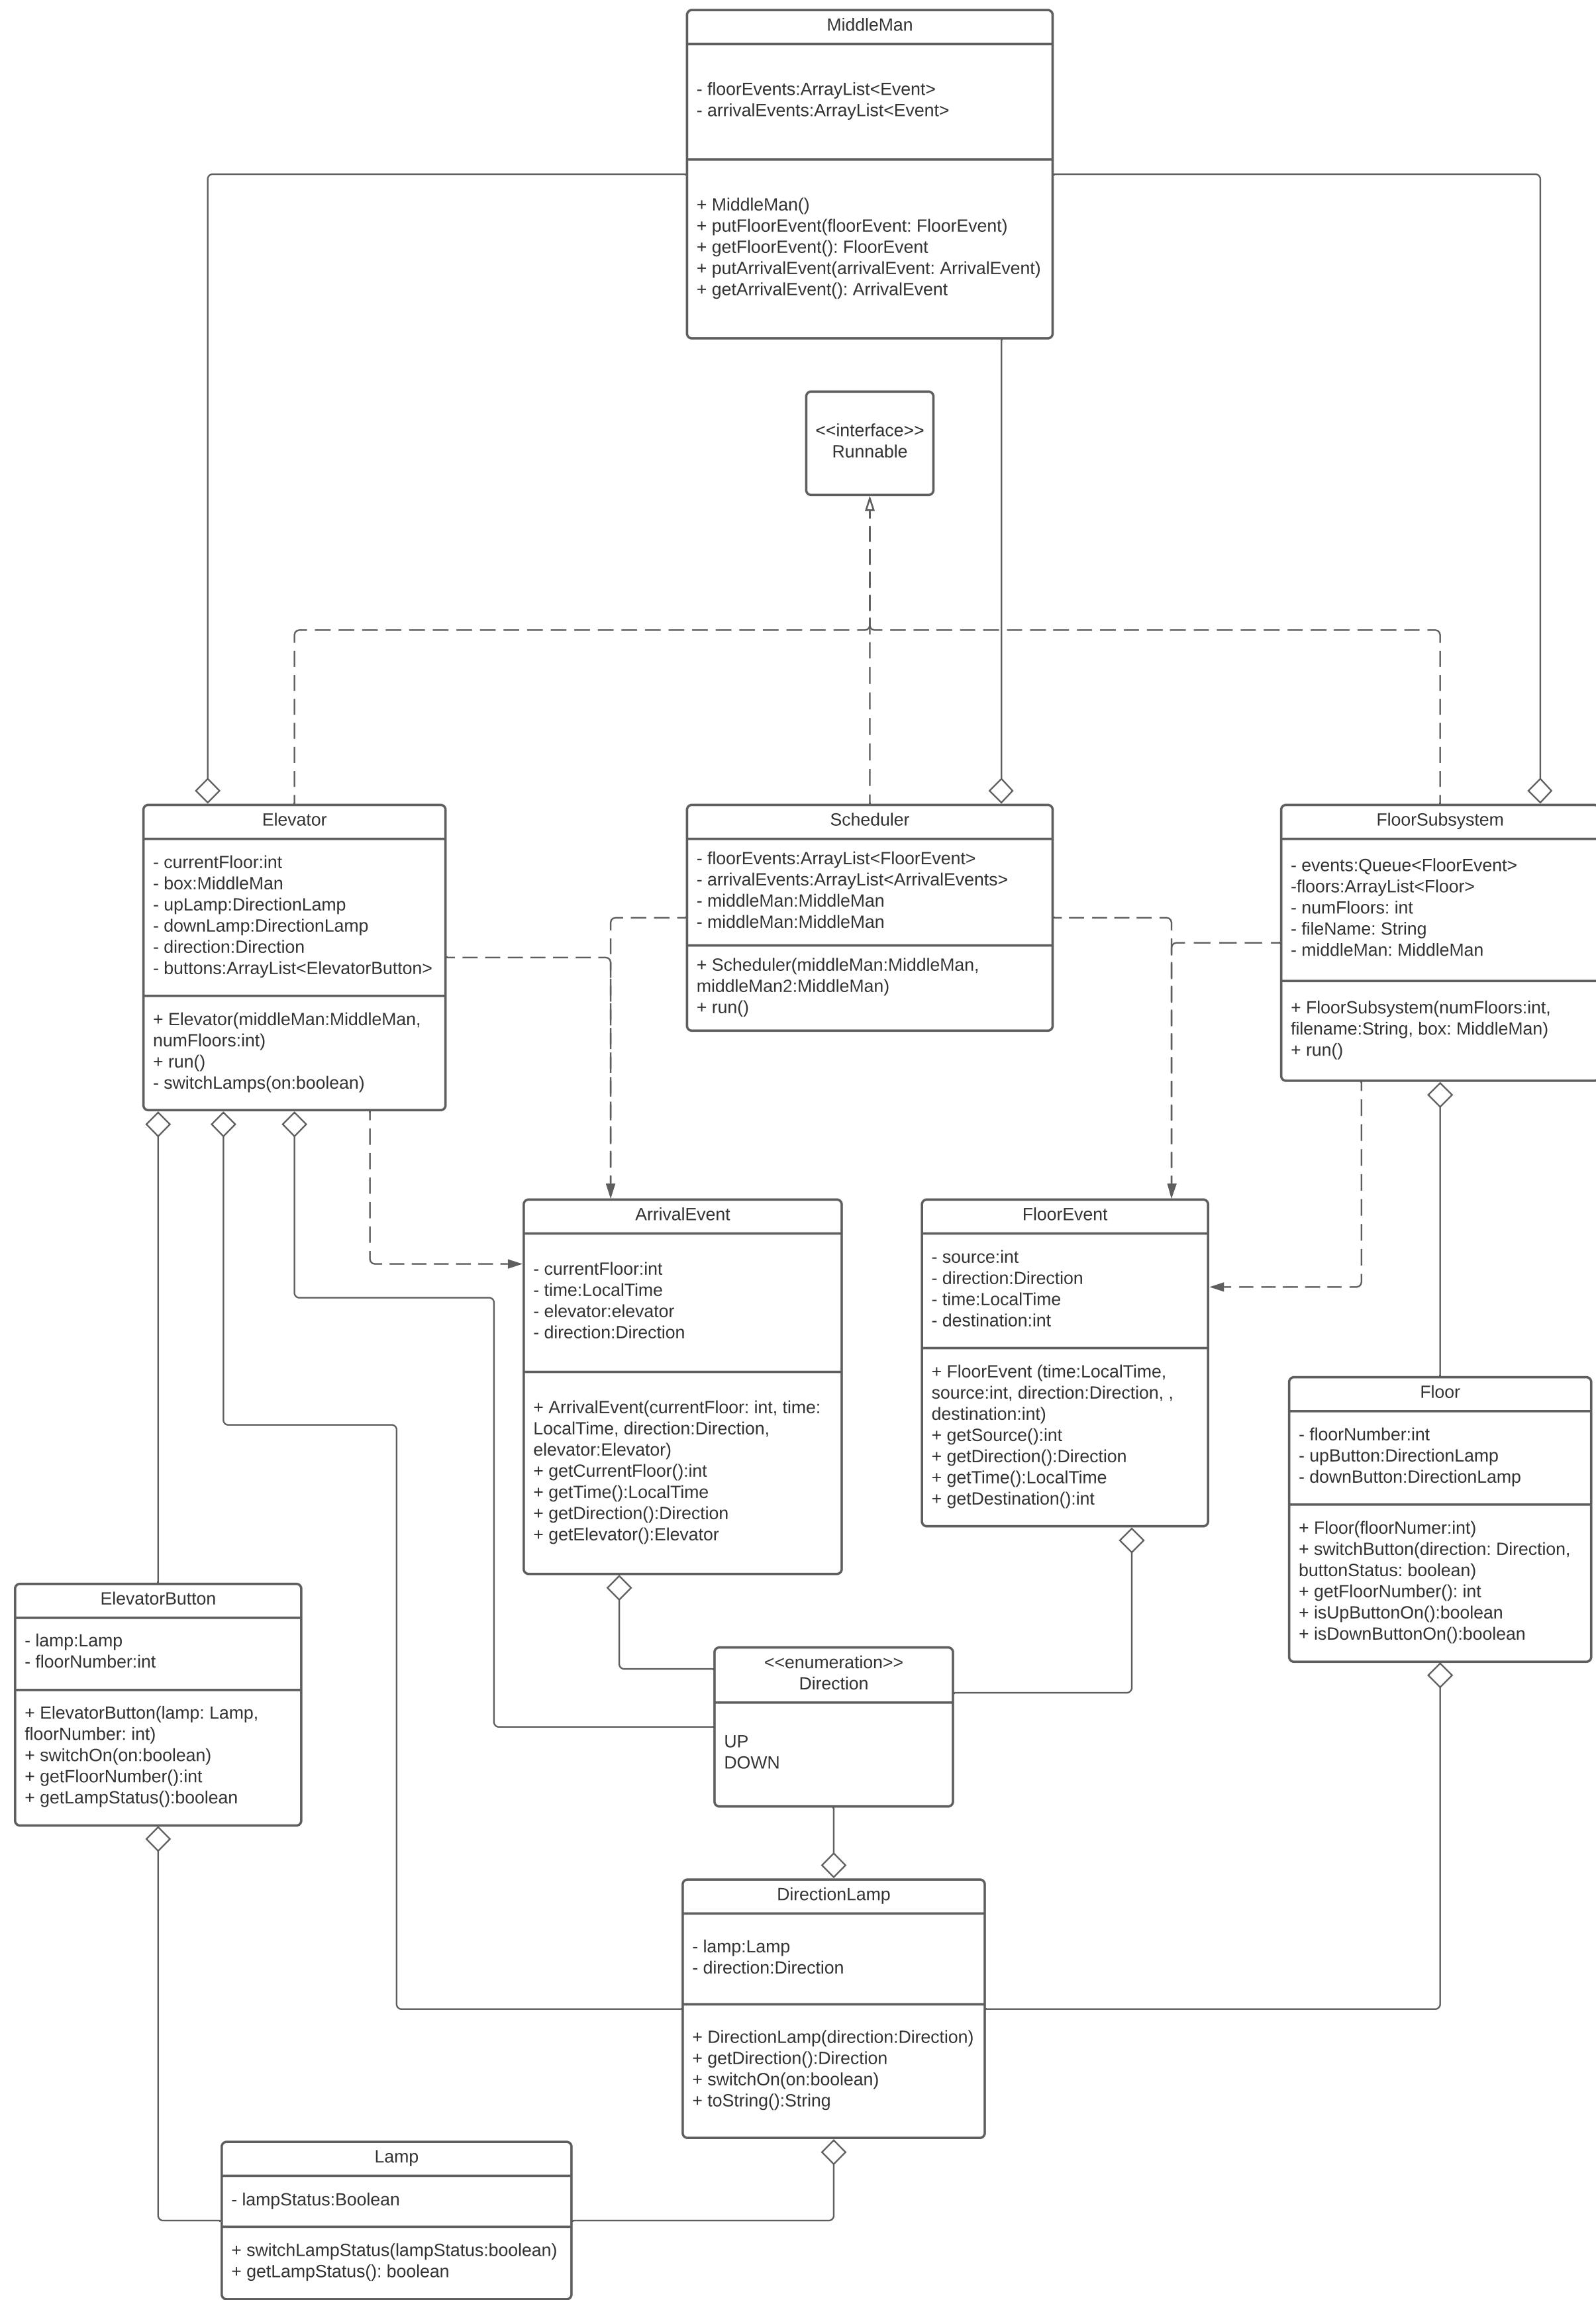 MiddleMan
- floorEvents:ArrayList<Event>
- arrivalEvents:ArrayList<Event>
+ MiddleMan()
+ putFloorEvent(floorEvent: FloorEvent)
+ getFloorEvent(): FloorEvent
+ putArrivalEvent(arrivalEvent: ArrivalEvent)
+ getArrivalEvent(): ArrivalEvent
<<interface>>
Runnable
Elevator
- currentFloor:int
- box:MiddleMan
- upLamp:DirectionLamp
- downLamp:DirectionLamp
- direction:Direction
- buttons:ArrayList<ElevatorButton>
+ Elevator(middleMan:MiddleMan,
numFloors:int)
+ run()
- switchLamps(on:boolean)
Scheduler
- floorEvents:ArrayList<FloorEvent>
- arrivalEvents:ArrayList<ArrivalEvents>
- middleMan:MiddleMan
- middleMan:MiddleMan
+ Scheduler(middleMan:MiddleMan,
middleMan2:MiddleMan)
+ run()
FloorSubsystem
- events:Queue<FloorEvent>
-floors:ArrayList<Floor>
- numFloors: int
- fileName: String
- middleMan: MiddleMan
+ FloorSubsystem(numFloors:int,
filename:String, box: MiddleMan)
+ run()
ArrivalEvent
- currentFloor:int
- time:LocalTime
- elevator:elevator
- direction:Direction
+ ArrivalEvent(currentFloor: int, time:
LocalTime, direction:Direction,
elevator:Elevator)
+ getCurrentFloor():int
+ getTime():LocalTime
+ getDirection():Direction
+ getElevator():Elevator
FloorEvent
- source:int
- direction:Direction
- time:LocalTime
- destination:int
+ FloorEvent (time:LocalTime,
source:int, direction:Direction, ,
destination:int)
+ getSource():int
+ getDirection():Direction
+ getTime():LocalTime
+ getDestination():int
Floor
- floorNumber:int
- upButton:DirectionLamp
- downButton:DirectionLamp
+ Floor(floorNumer:int)
+ switchButton(direction: Direction,
buttonStatus: boolean)
+ getFloorNumber(): int
+ isUpButtonOn():boolean
+ isDownButtonOn():boolean
ElevatorButton
- lamp:Lamp
- floorNumber:int
+ ElevatorButton(lamp: Lamp,
floorNumber: int)
+ switchOn(on:boolean)
+ getFloorNumber():int
+ getLampStatus():boolean
<<enumeration>>
Direction
UP
DOWN
DirectionLamp
- lamp:Lamp
- direction:Direction
+ DirectionLamp(direction:Direction)
+ getDirection():Direction
+ switchOn(on:boolean)
+ toString():String
Lamp
- lampStatus:Boolean
+ switchLampStatus(lampStatus:boolean)
+ getLampStatus(): boolean